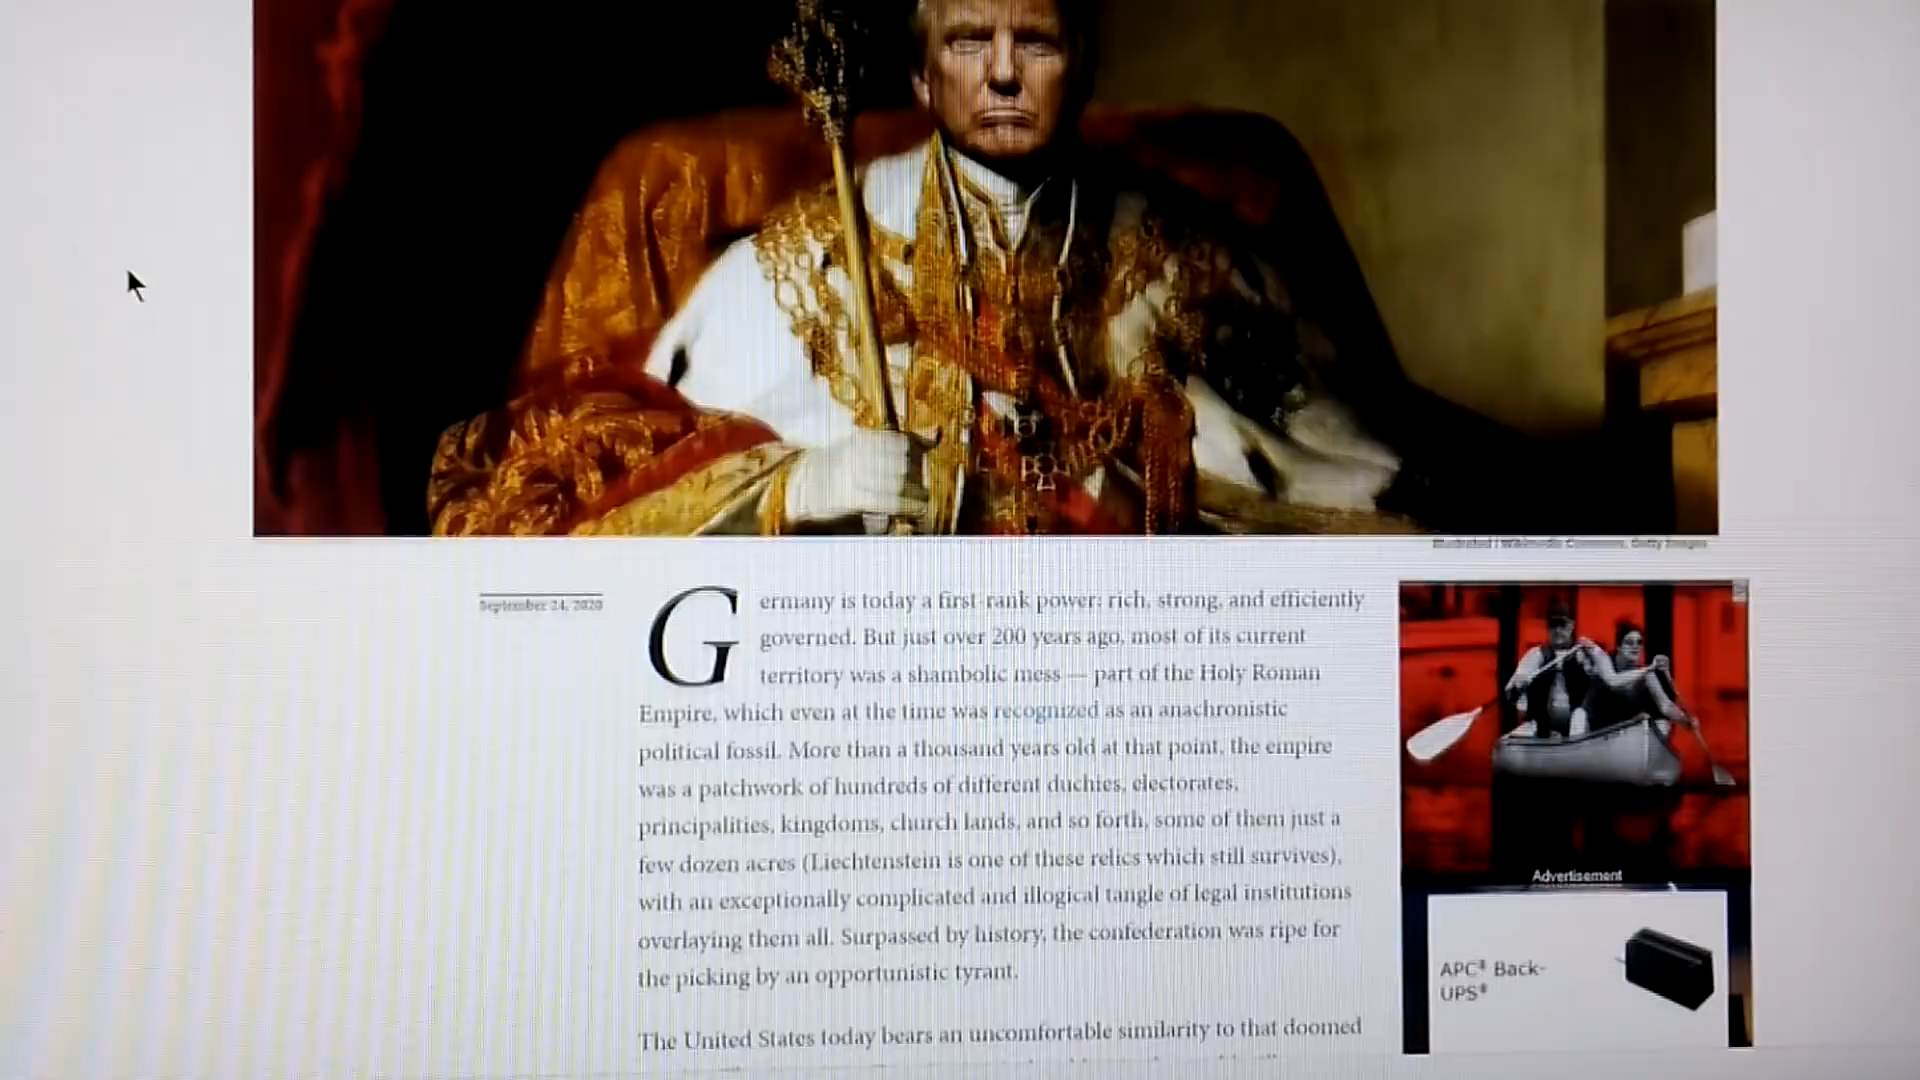 Illustrated | Wikimedia Commons, Getty Images
September 24, 2020
Germany is today a first-rank power: rich, strong, and efficiently
governed. But just over 200 years ago, most of its current
territory was a shambolic mess — part of the Holy Roman
Empire, which even at the time was recognized as an anachronistic
political fossil. More than a thousand years old at that point, the empire
was a patchwork of hundreds of different duchies, electorates,
principalities, kingdoms, church lands, and so forth, some of them just a
few dozen acres (Liechtenstein is one of these relics which still survives),
with an exceptionally complicated and illogical tangle of legal institutions
overlaying them all. Surpassed by history, the confederation was ripe for
the picking by an opportunistic tyrant.
The United States today bears an uncomfortable similarity to that doomed
Advertisement
APC® Back-
UPS®